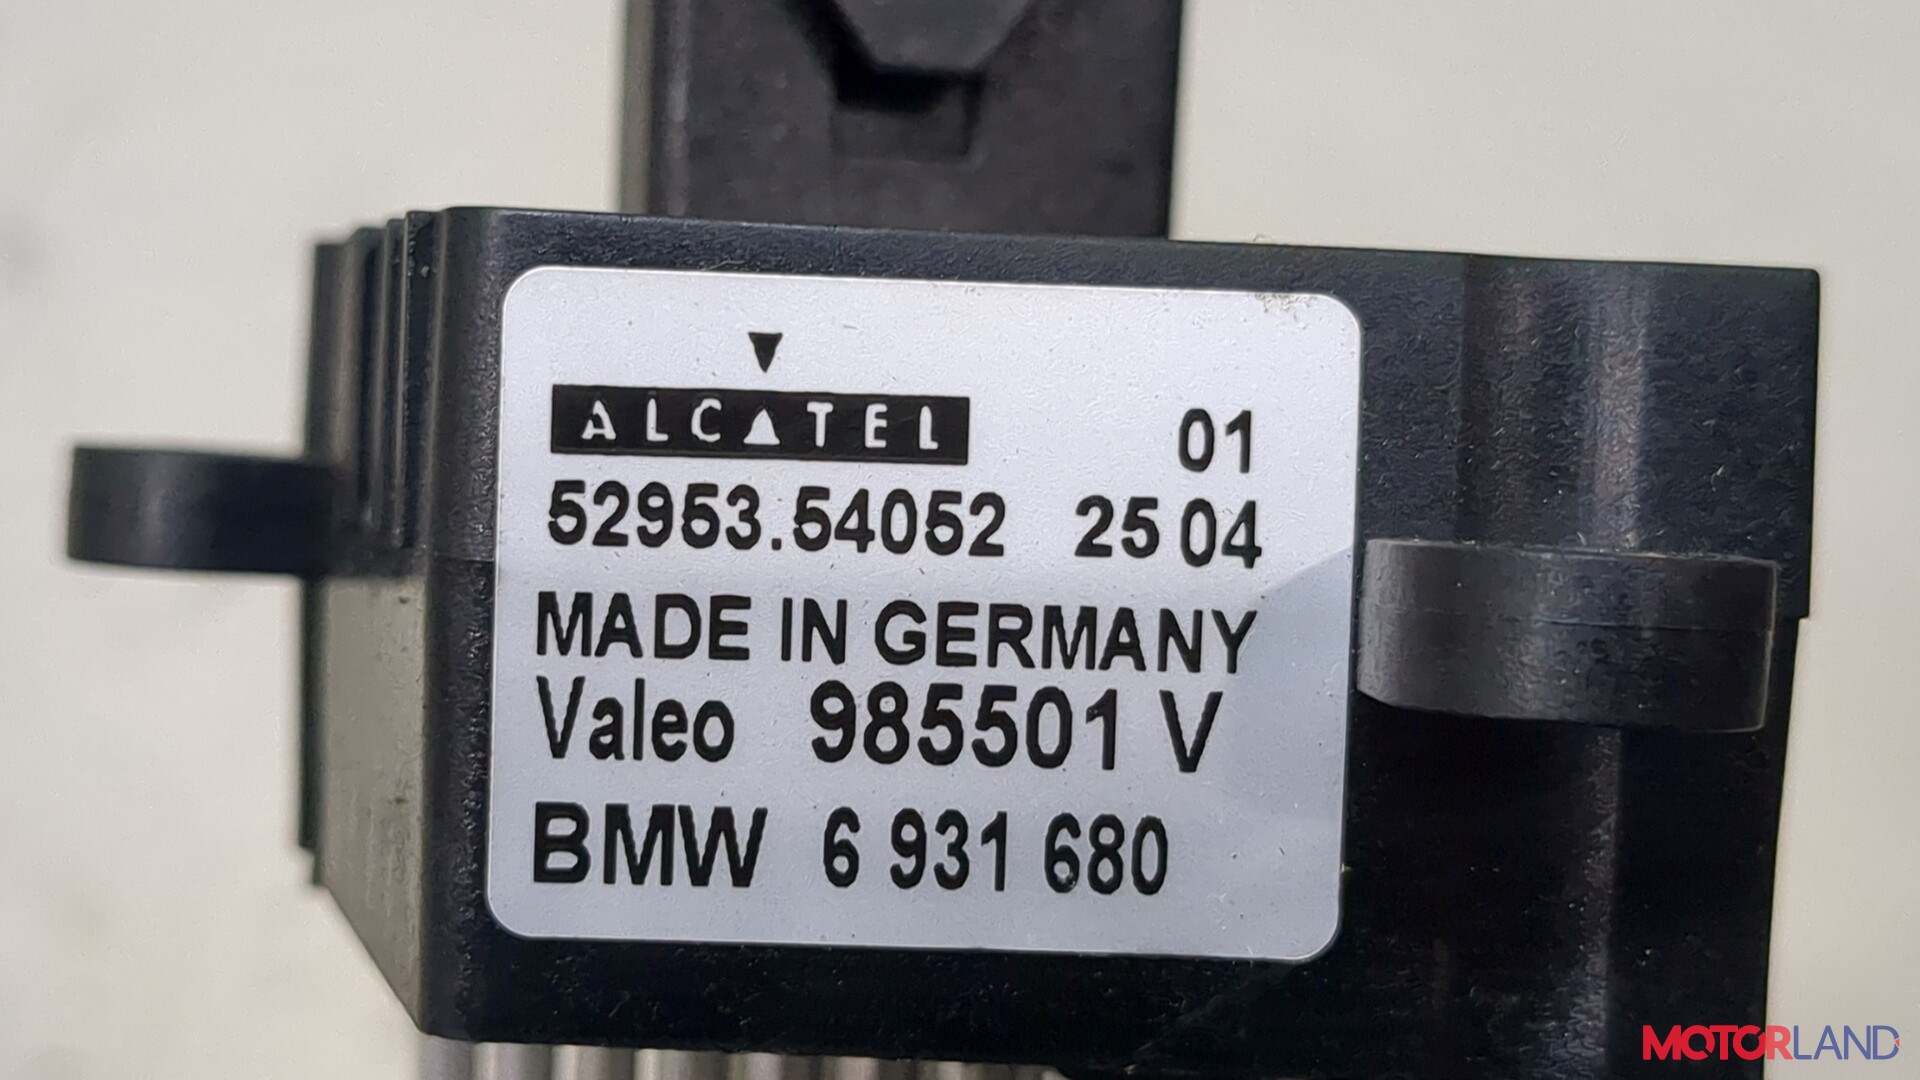 ALCATEL 01
52953.54052 25 04
MADE IN GERMANY
Valeo 985501 V
BMW 6 931 680
MOTORLAND